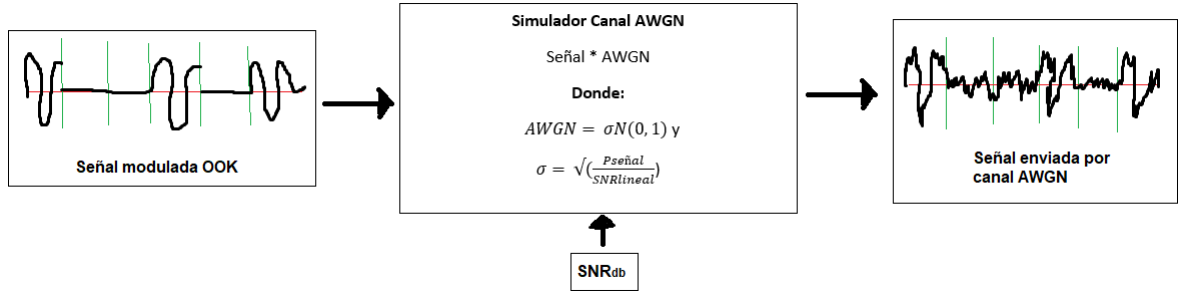 Señal modulada OOK
Simulador Canal AWGN
Señal * AWGN
Donde:
AWGN = σN(0, 1) y
σ = √(Pseñal/SNRlineal)
SNRdb
Señal enviada por
canal AWGN